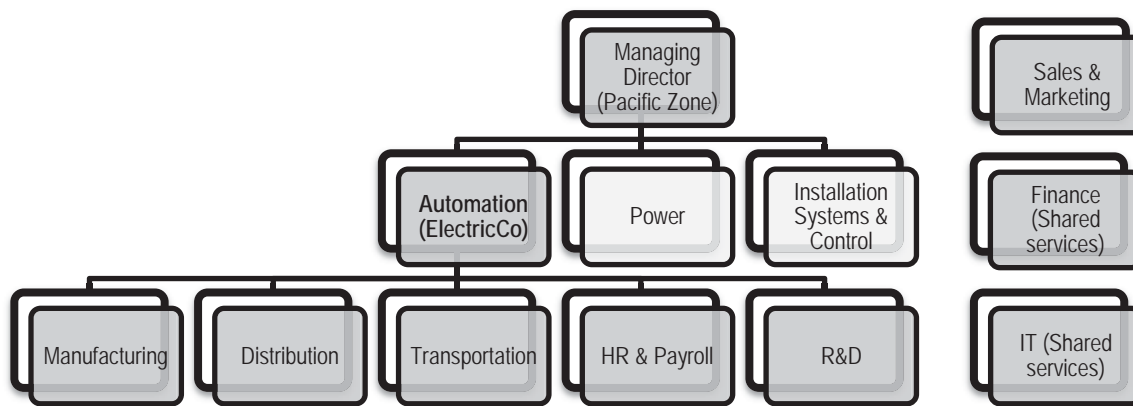 Managing
Director
(Pacific Zone)
Sales &
Marketing
Automation
(ElectricCo)
Power
Installation
Systems &
Control
Finance
(Shared
services)
Manufacturing
Distribution
Transportation
HR & Payroll
R&D
IT (Shared
services)